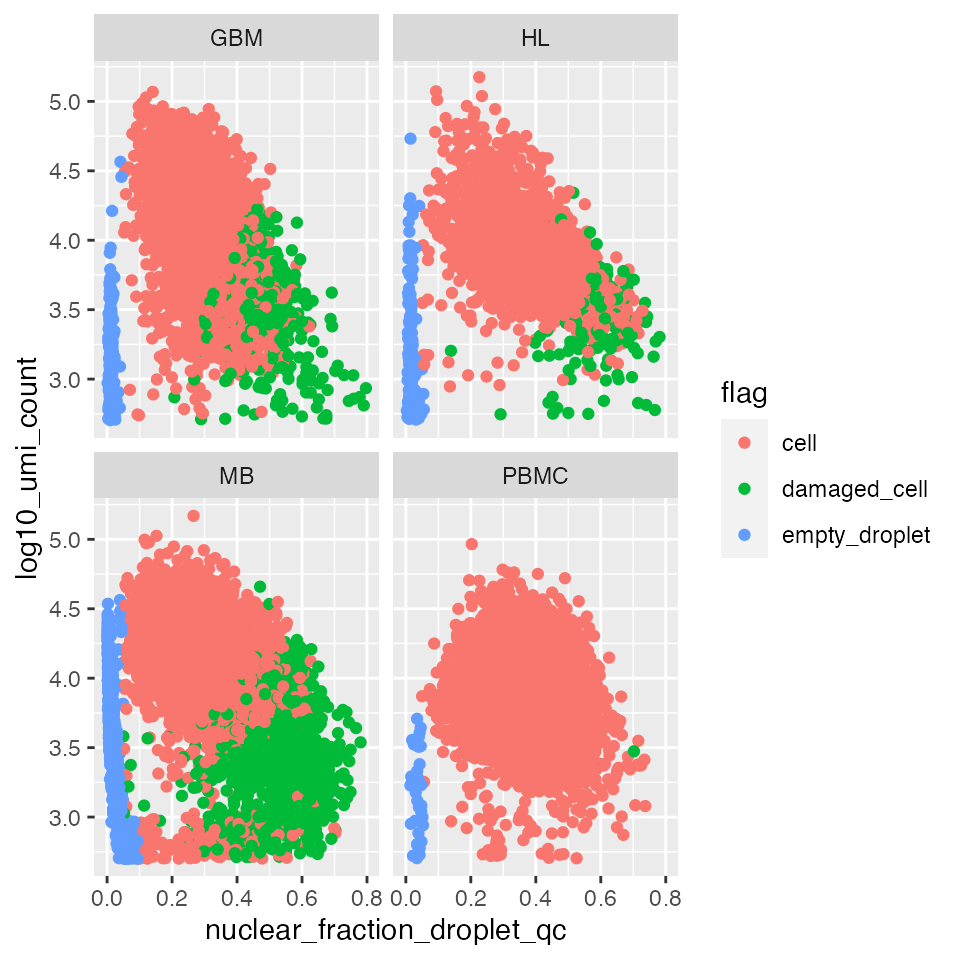 GBM
HL
5.0
4.5
4.0
3.5
3.0
MB
PBMC
5.0
4.5
4.0
3.5
3.0
0.0 0.2 0.4 0.6 0.8 0.0 0.2 0.4 0.6 0.8
nuclear_fraction_droplet_qc
log10_umi_count
flag
cell
damaged_cell
empty_droplet